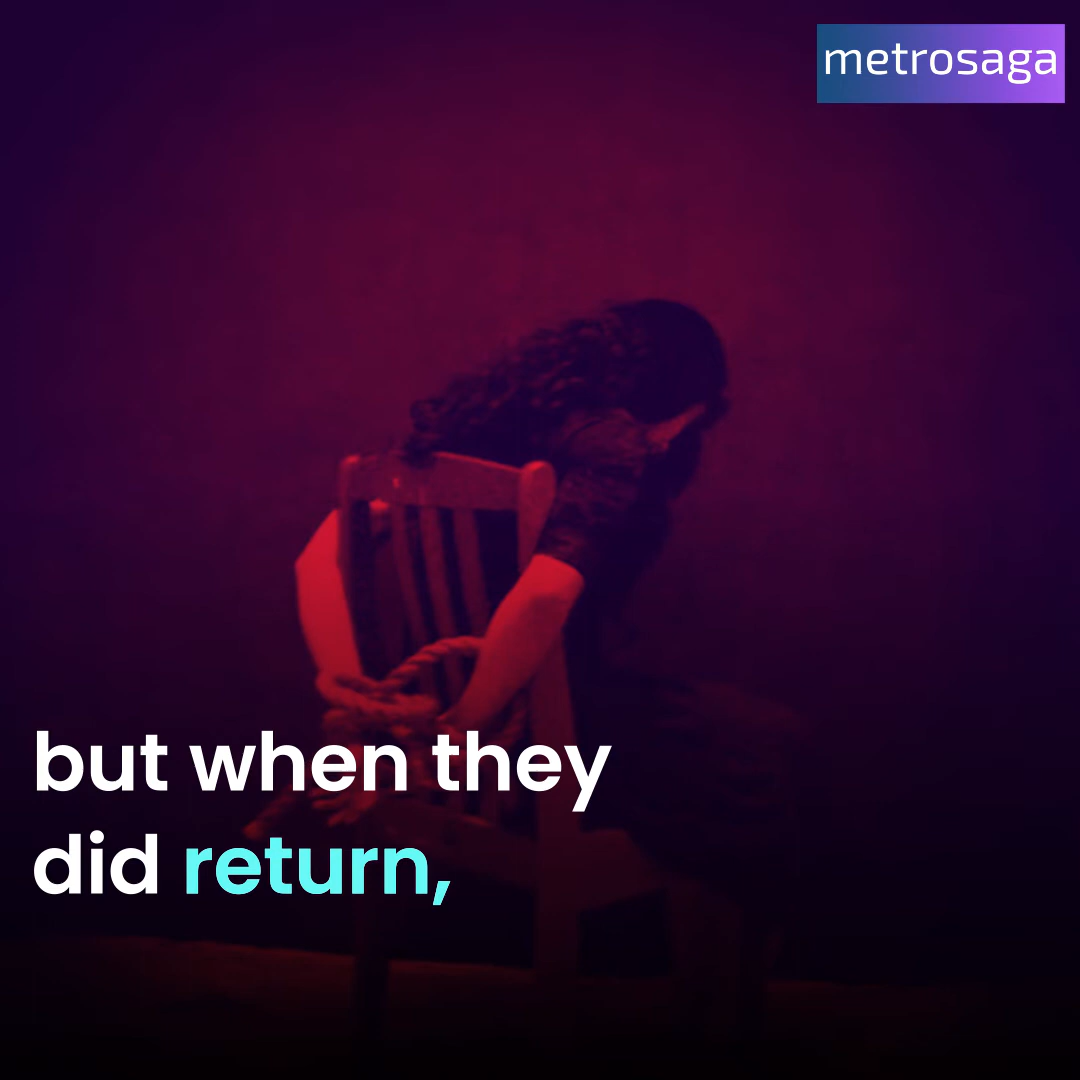 metrosaga
but when they
did return,